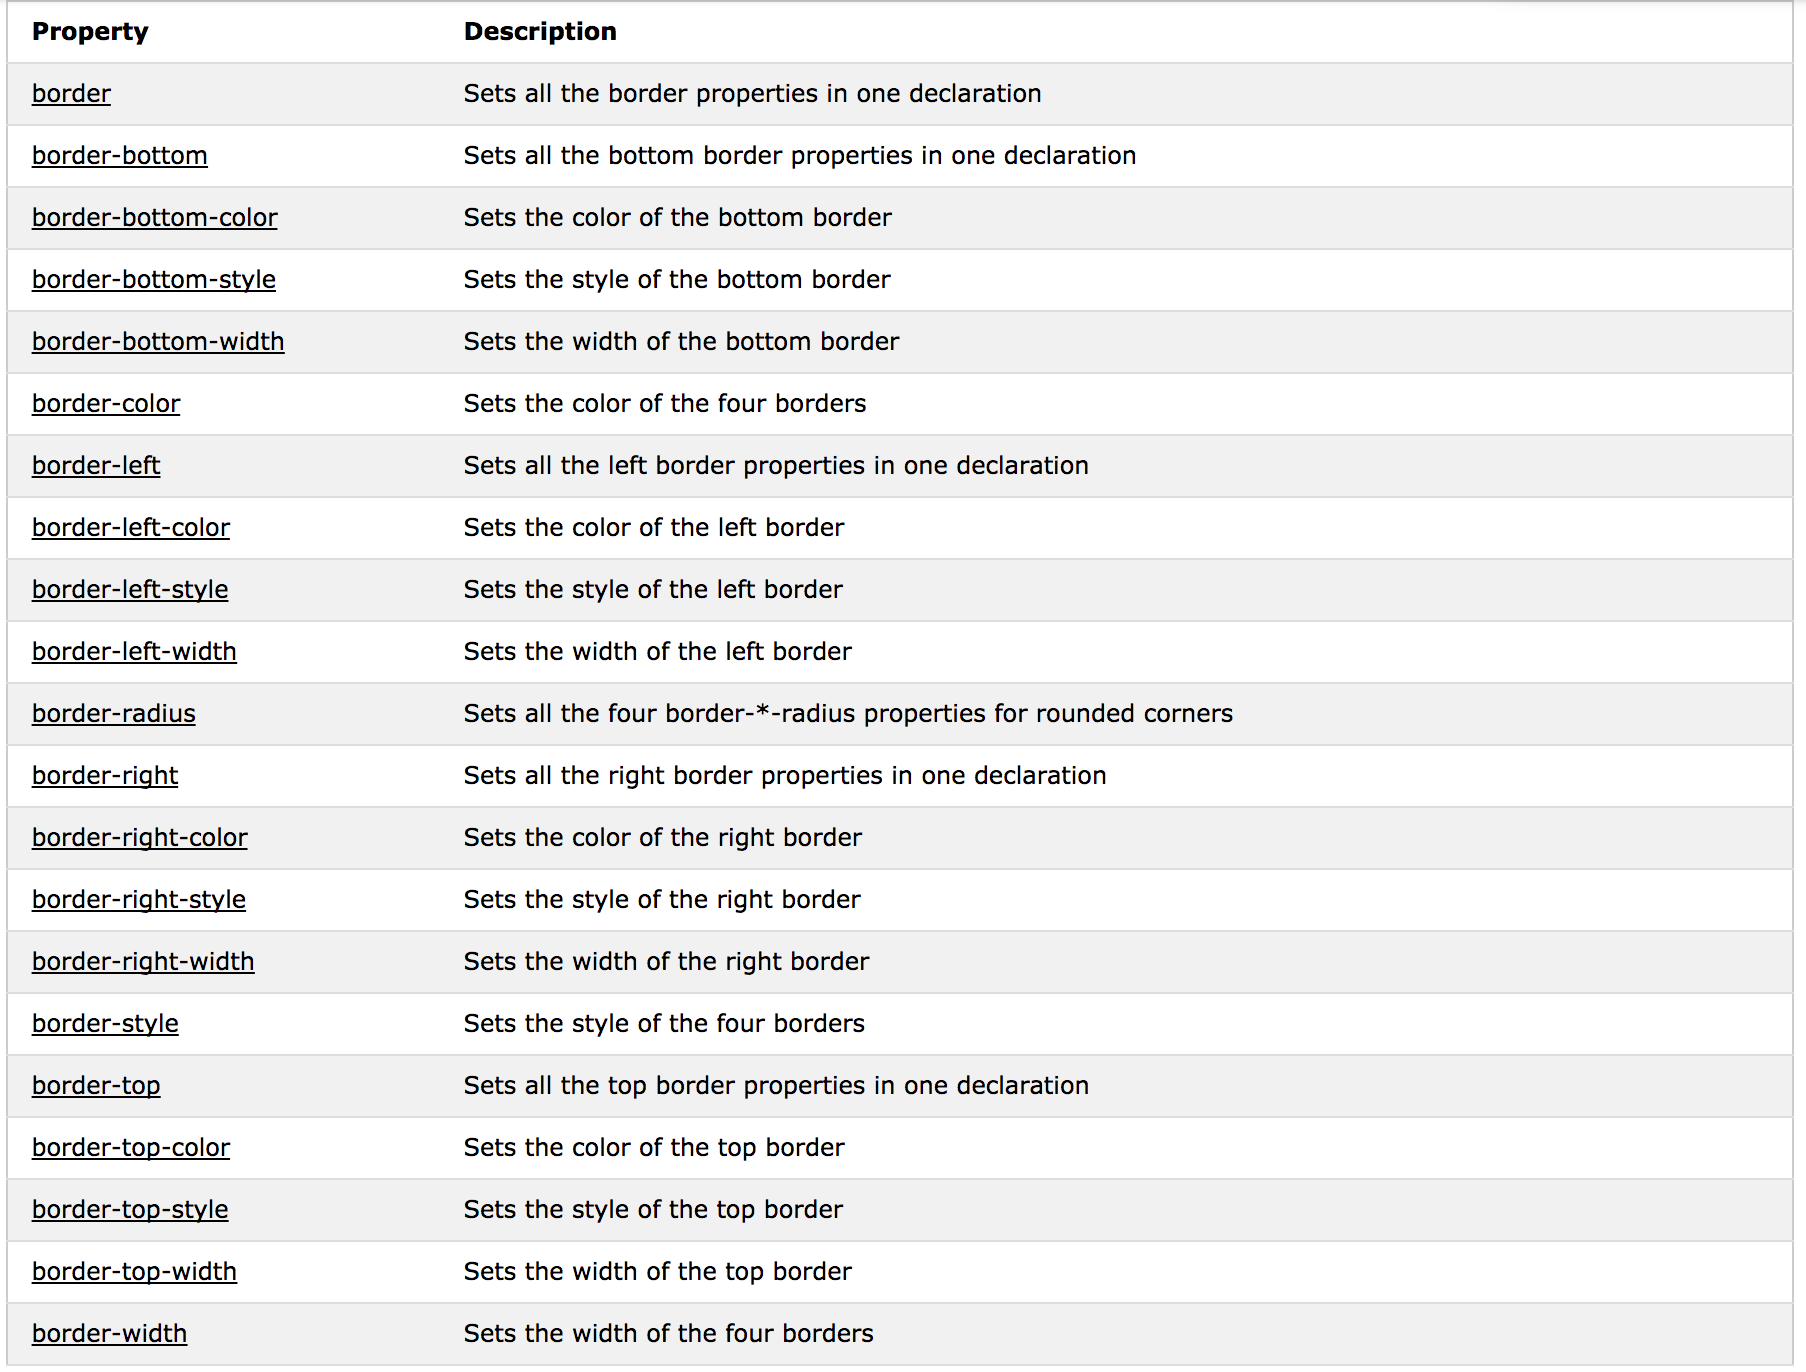 Property Description
border Sets all the border properties in one declaration
border-bottom Sets all the bottom border properties in one declaration
border-bottom-color Sets the color of the bottom border
border-bottom-style Sets the style of the bottom border
border-bottom-width Sets the width of the bottom border
border-color Sets the color of the four borders
border-left Sets all the left border properties in one declaration
border-left-color Sets the color of the left border
border-left-style Sets the style of the left border
border-left-width Sets the width of the left border
border-radius Sets all the four border-*-radius properties for rounded corners
border-right Sets all the right border properties in one declaration
border-right-color Sets the color of the right border
border-right-style Sets the style of the right border
border-right-width Sets the width of the right border
border-style Sets the style of the four borders
border-top Sets all the top border properties in one declaration
border-top-color Sets the color of the top border
border-top-style Sets the style of the top border
border-top-width Sets the width of the top border
border-width Sets the width of the four borders